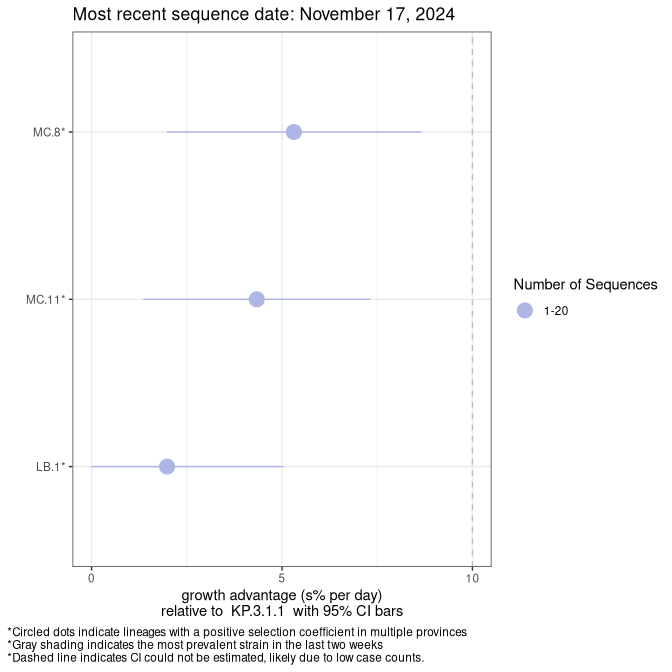 Most recent sequence date: November 17, 2024
MC.8*
MC.11*
LB.1*
Number of Sequences
1-20
0 5 10
growth advantage (s% per day)
relative to KP.3.1.1 with 95% CI bars
*Circled dots indicate lineages with a positive selection coefficient in multiple provinces
*Gray shading indicates the most prevalent strain in the last two weeks
*Dashed line indicates CI could not be estimated, likely due to low case counts.